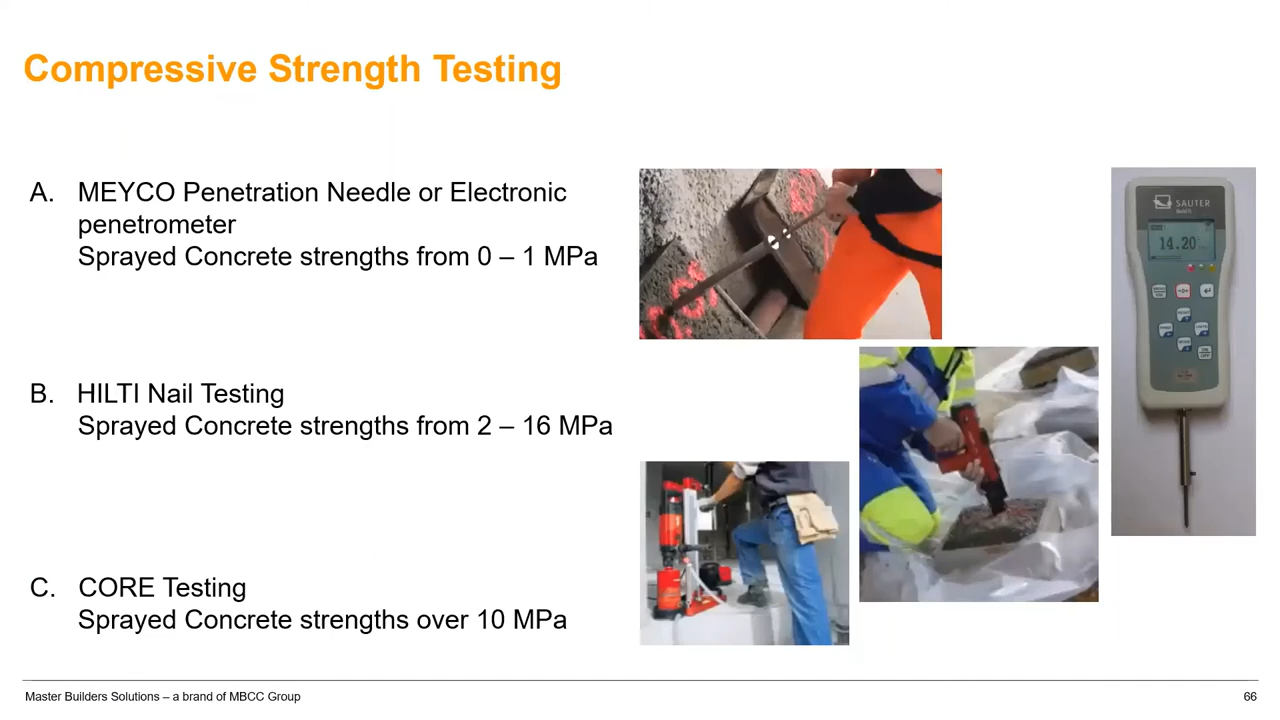 Compressive Strength Testing
A. MEYCO Penetration Needle or Electronic
penetrometer
Sprayed Concrete strengths from 0 – 1 MPa
SAUTER
14.20
B. HILTI Nail Testing
Sprayed Concrete strengths from 2 – 16 MPa
C. CORE Testing
Sprayed Concrete strengths over 10 MPa
Master Builders Solutions – a brand of MBCC Group
66